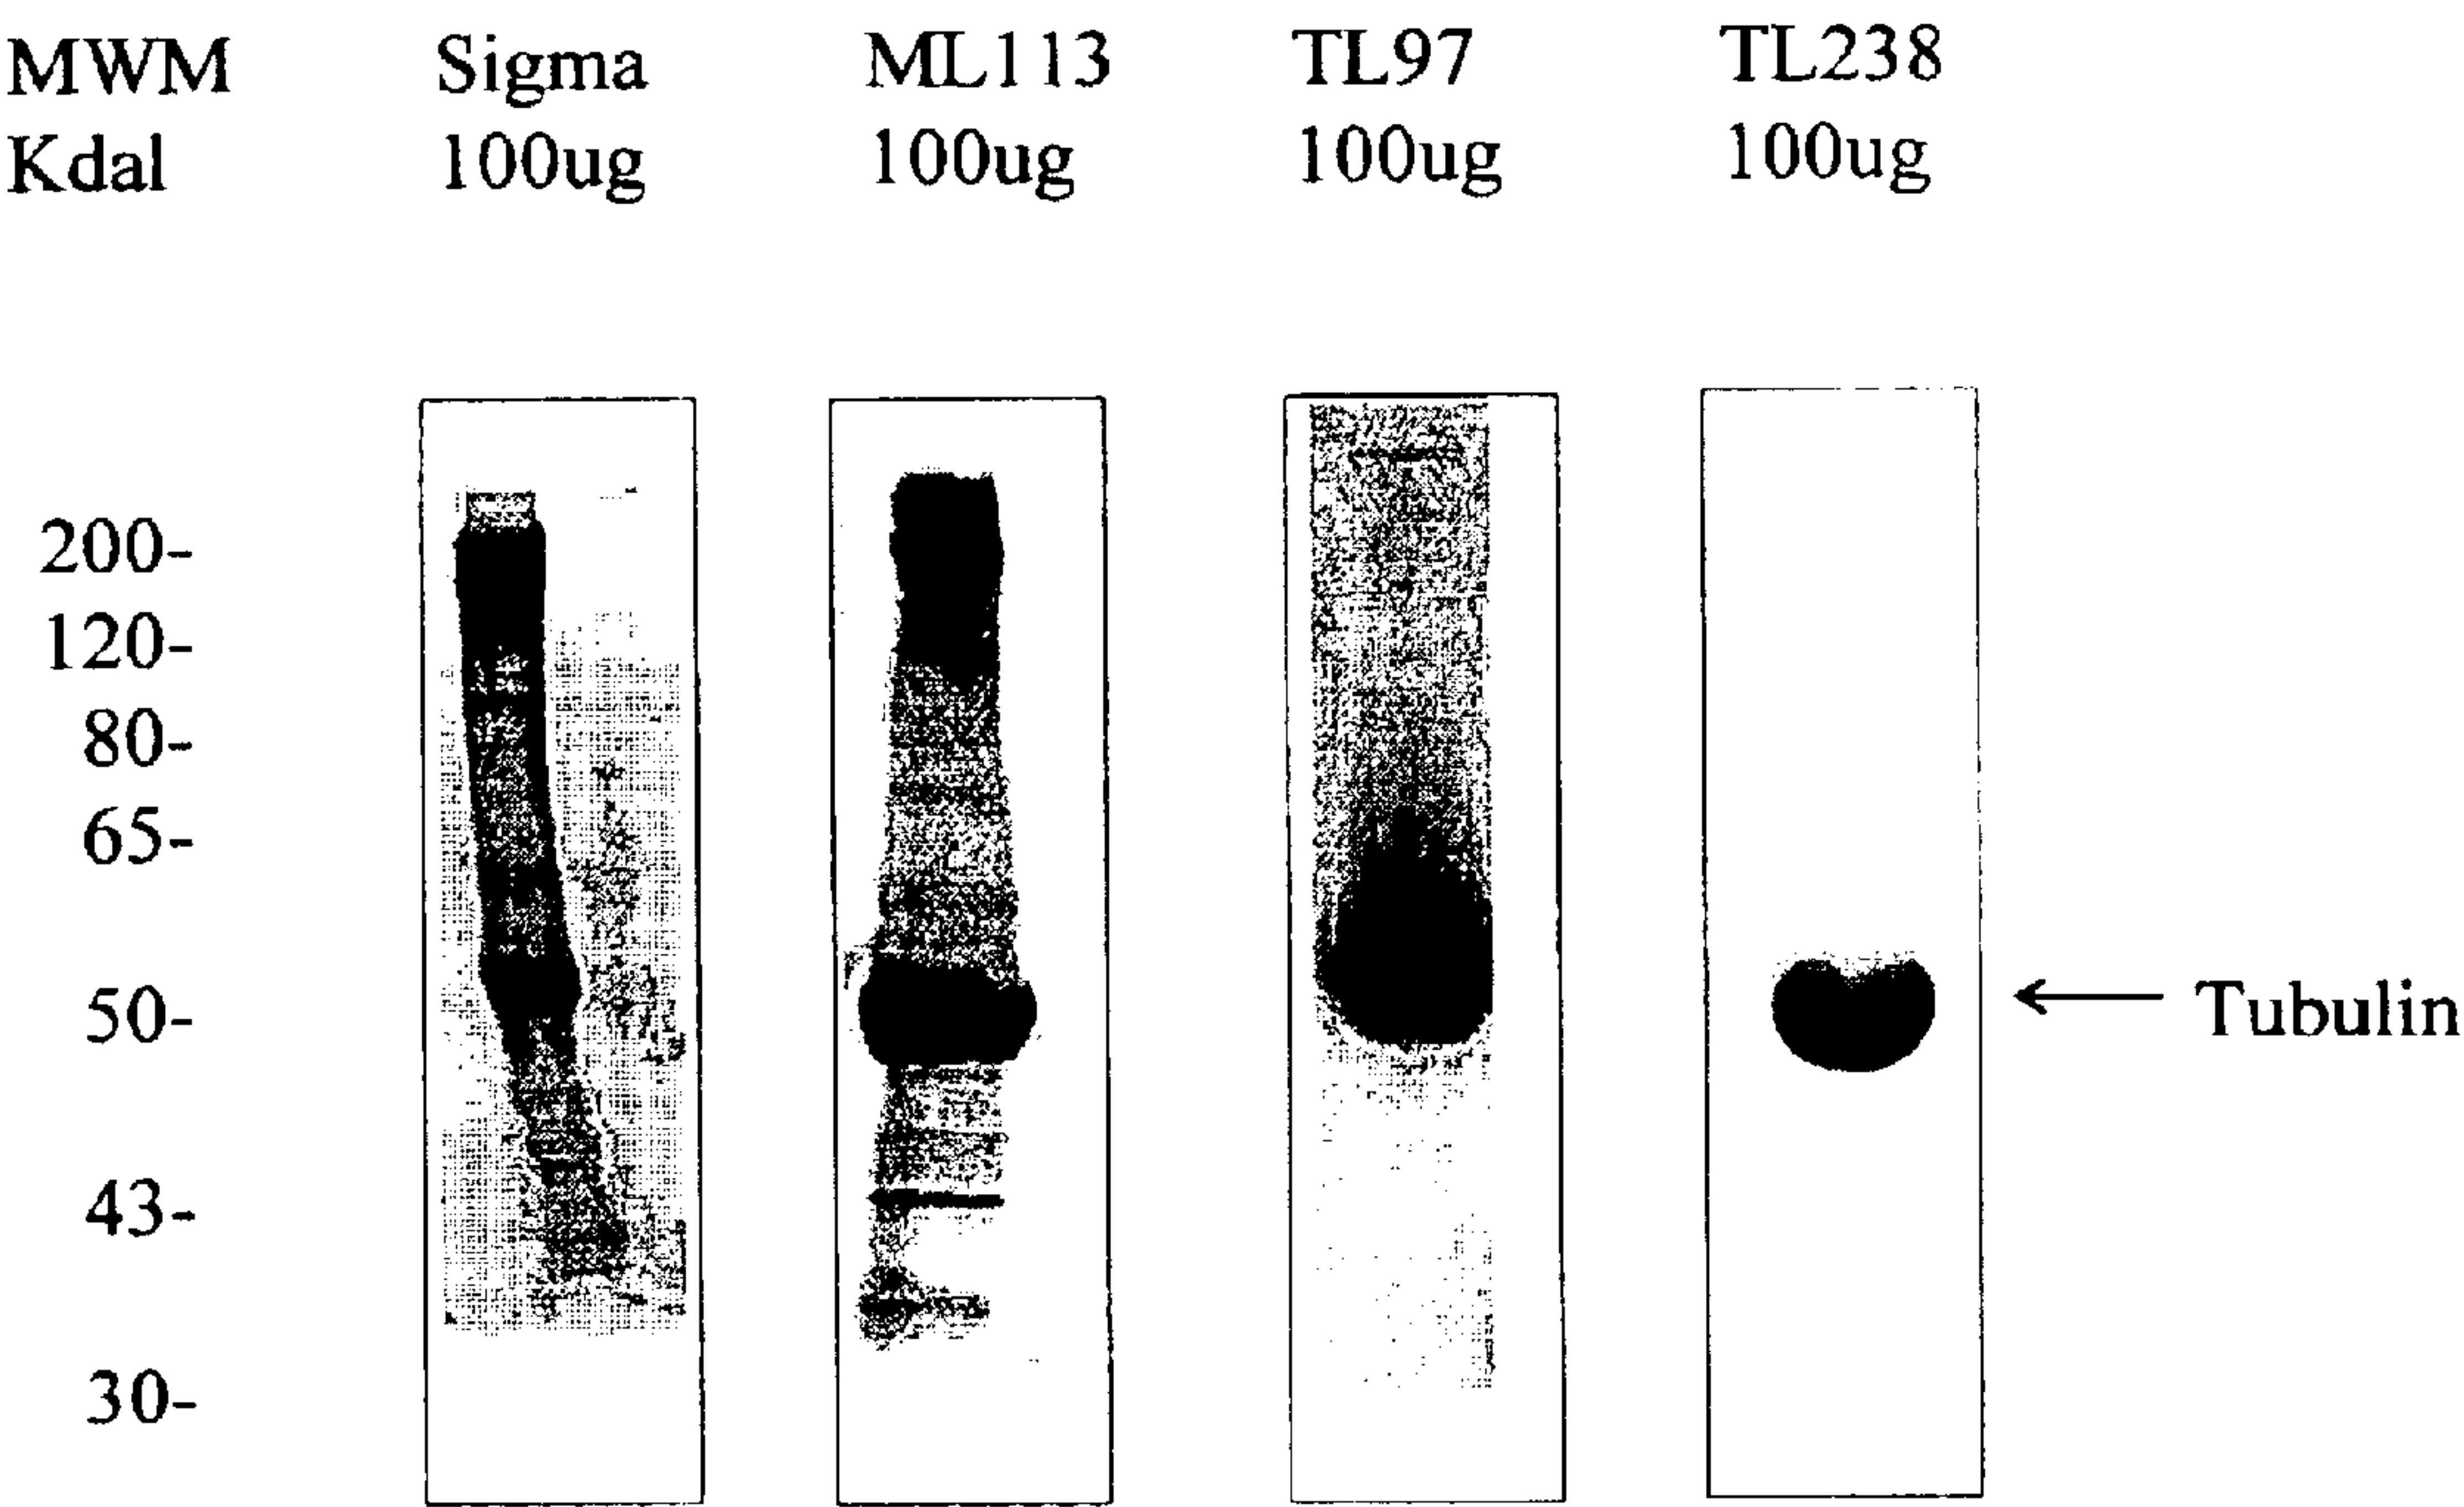 MWM Sigma ML113 TL97 TL238
Kdal 100ug 100ug 100ug 100ug
200-
120-
80-
65-
50-
Tubulin
43-
30-